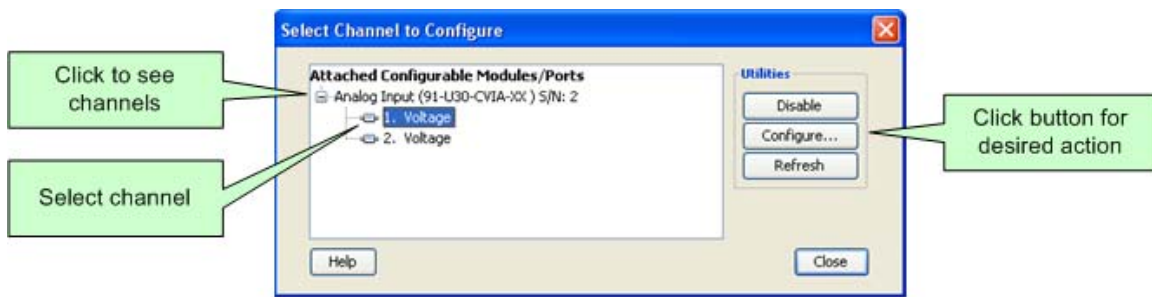 Select Channel to Configure
Click to see
channels
Attached Configurable Modules/Ports
Analog Input (91-U30-CVIA-XX ) S/N: 2
1. Voltage
2. Voltage
Select channel
Utilities
Disable
Configure...
Refresh
Click button for
desired action
Help
Close